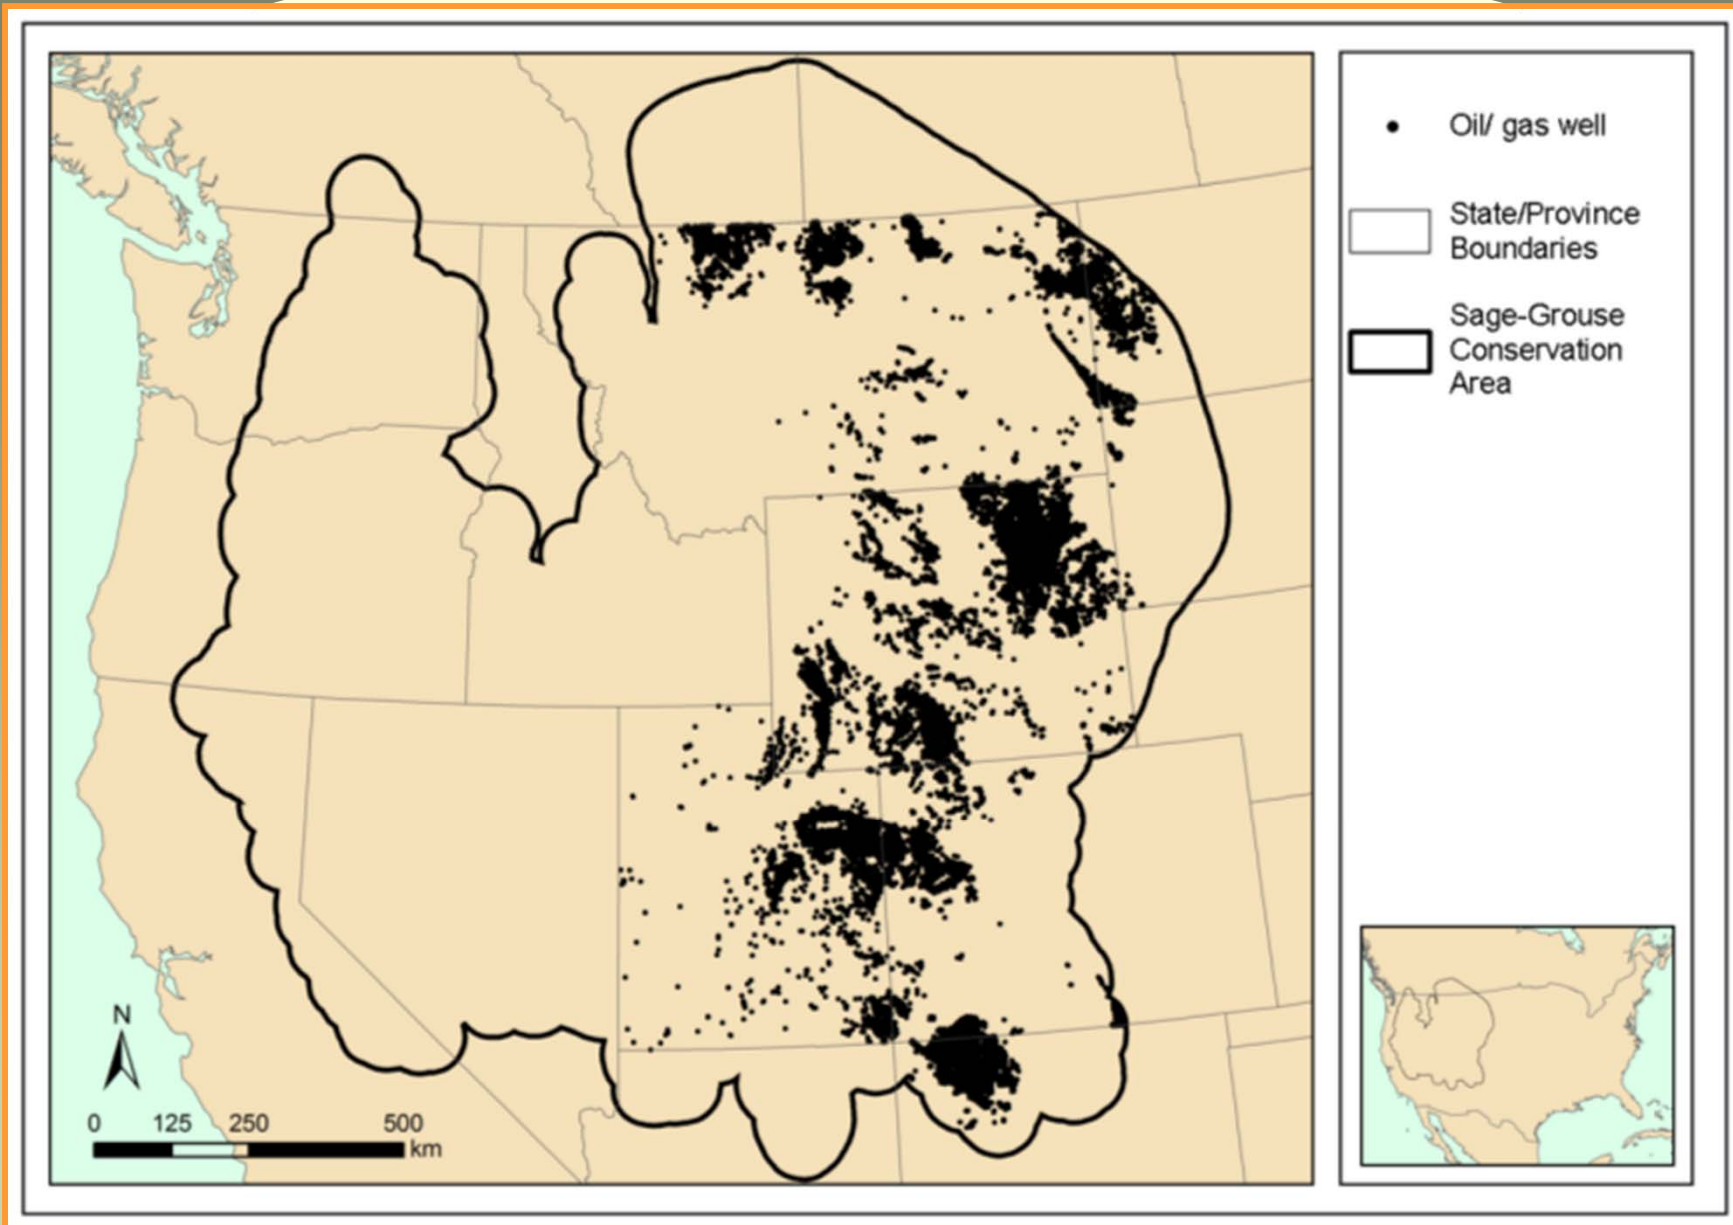 Oil/ gas well
State/Province
Boundaries
Sage-Grouse
Conservation
Area
N
0 125 250 500
km